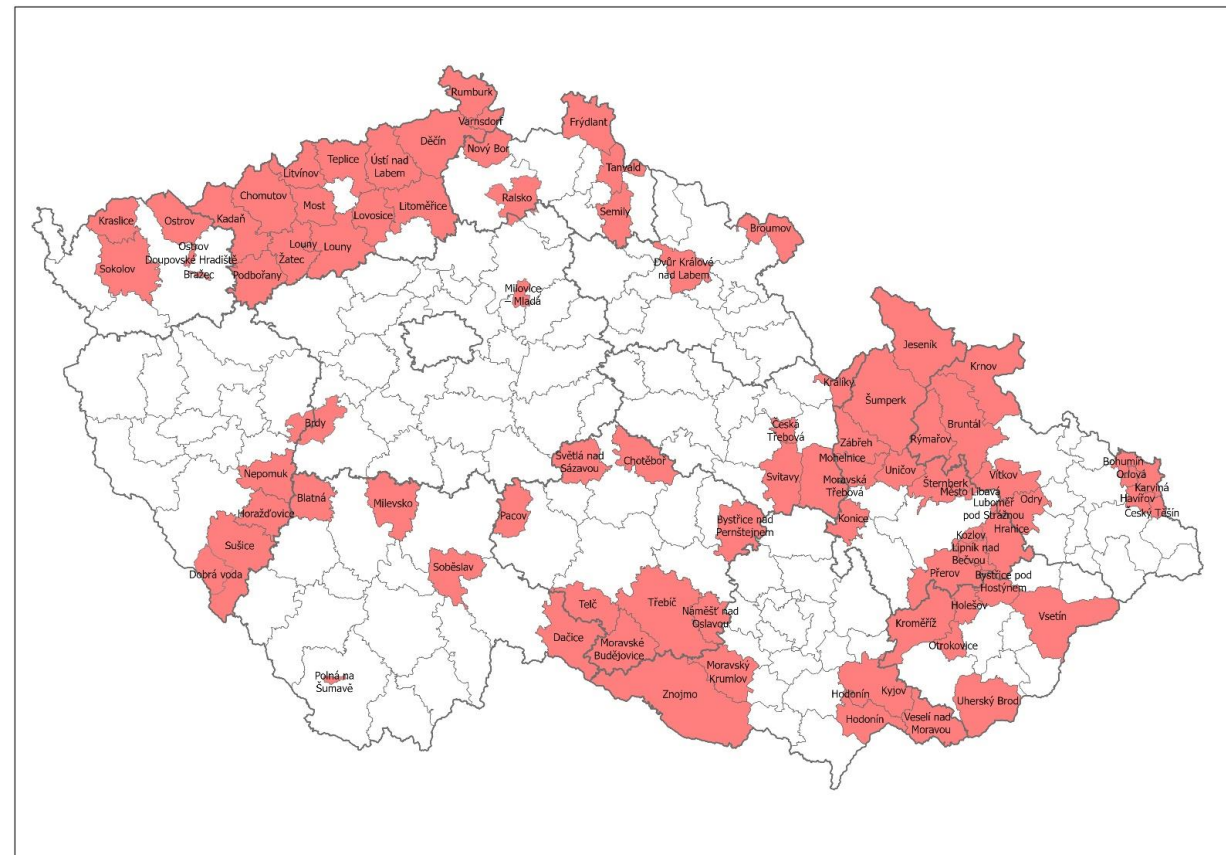 Rumburk
Varnsdorf
Děčín
Nový Bor
Frýdlant
Teplice
Ústí nad
Labem
Litvínov
Tanvald
Chomutov
Most
Lovosice
Litoměřice
Ralsko
Semily
Kraslice
Ostrov
Kadaň
Broumov
Ostrov
Doupovské Hradiště
Bražec
Louny
Žatec
Louny
Sokolov
Podbořany
Dvůr Králové
nad Labem
Milovice
– Mladá
Jeseník
Krnov
Králíky
Šumperk
Brdy
Česká
Třebová
Bruntál
Rýmařov
Zábřeh
Mohelnice
Světlá nad
Sázavou
Chotěboř
Nepomuk
Svitavy
Moravská
Třebová
Uničov
Šternberk
Vítkov
Bohumín
Orlová
Karviná
Havířov
Český Těšín
Město Libavá
Luboměř
pod Strážnou
Odry
Hranice
Blatná
Milevsko
Horažďovice
Pacov
Bystřice nad
Pernštejnem
Konice
Kozlov
Lipník nad
Bečvou
Sušice
Dobrá voda
Soběslav
Přerov
Bystřice pod
Hostýnem
Telč
Třebíč
Náměšť nad
Oslavou
Holešov
Kroměříž
Vsetín
Dačice
Moravské
Budějovice
Otrokovice
Polná na
Šumavě
Moravský
Krumlov
Znojmo
Hodonín
Kyjov
Uherský Brod
Hodonín
Veselí nad
Moravou